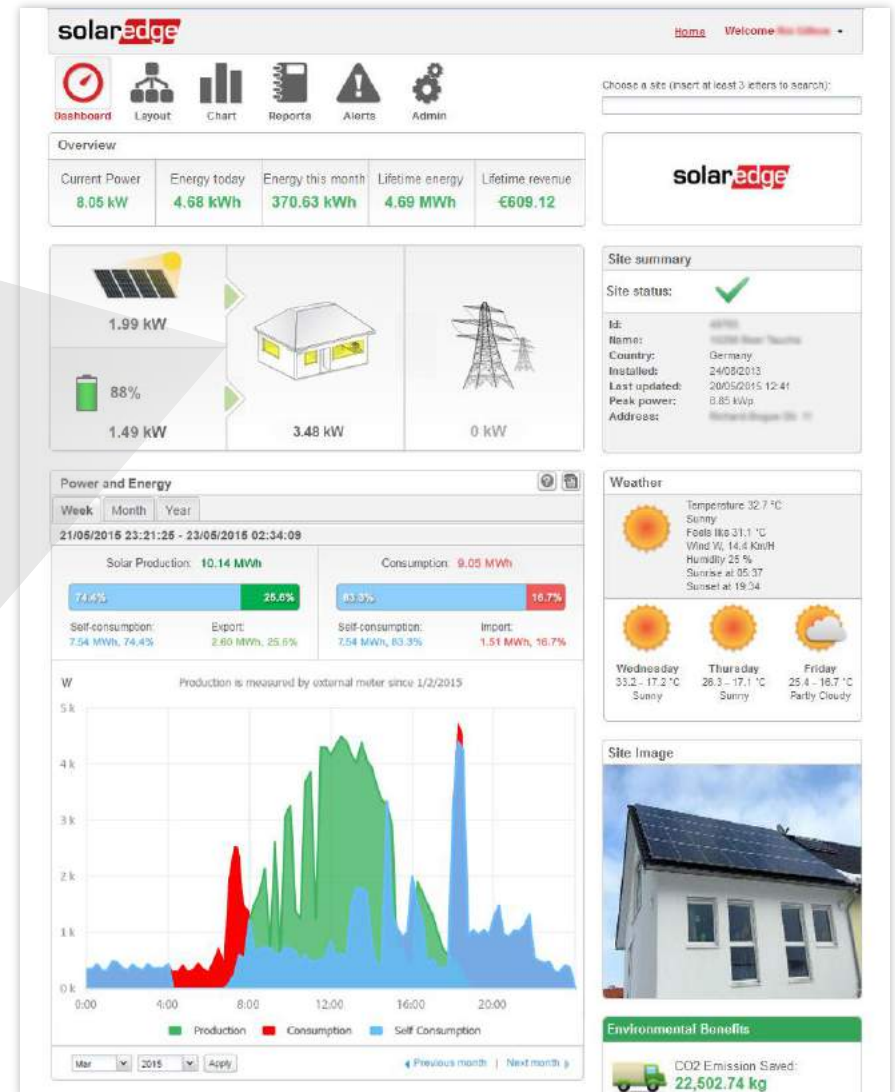 solaredge
Home Welcome
Dashboard Layout Chart Reports Alerts Admin
Choose a site (insert at least 3 letters to search):
Overview
Current Power Energy today Energy this month Lifetime energy Lifetime revenue
8.05 kW 4.68 kWh 370.63 kWh 4.69 MWh €609.12
solaredge
1.99 kW
88%
1.49 kW 3.48 kW 0 kW
Site summary
Site status:
Id:
Name:
Country: Germany
Installed: 24/08/2013
Last updated: 20/05/2015 12:41
Peak power: 8.85 kWp
Address:
Power and Energy
Week Month Year
21/05/2015 23:21:25 - 23/05/2015 02:34:09
Solar Production: 10.14 MWh Consumption: 9.05 MWh
74.4% 25.6% 83.3% 16.7%
Self-consumption: Export: Self-consumption: Import:
7.54 MWh, 74.4% 2.60 MWh, 25.6% 7.54 MWh, 83.3% 1.51 MWh, 16.7%
W Production is measured by external meter since 1/2/2015
5 k
4 k
3 k
2 k
1 k
0 k
0:00 4:00 8:00 12:00 16:00 20:00
Production Consumption Self Consumption
Mar 2015 Apply Previous month | Next month
Weather
Temperature 32.7 °C
Sunny
Feels like 31.1 °C
Wind W, 14.4 Km/H
Humidity 25 %
Sunrise at 05:37
Sunset at 19:34
Wednesday Thursday Friday
33.2 - 17.2 °C 26.3 - 17.1 °C 25.4 - 16.7 °C
Sunny Sunny Partly Cloudy
Site Image
Environmental Benefits
CO2 Emission Saved:
22,502.74 kg